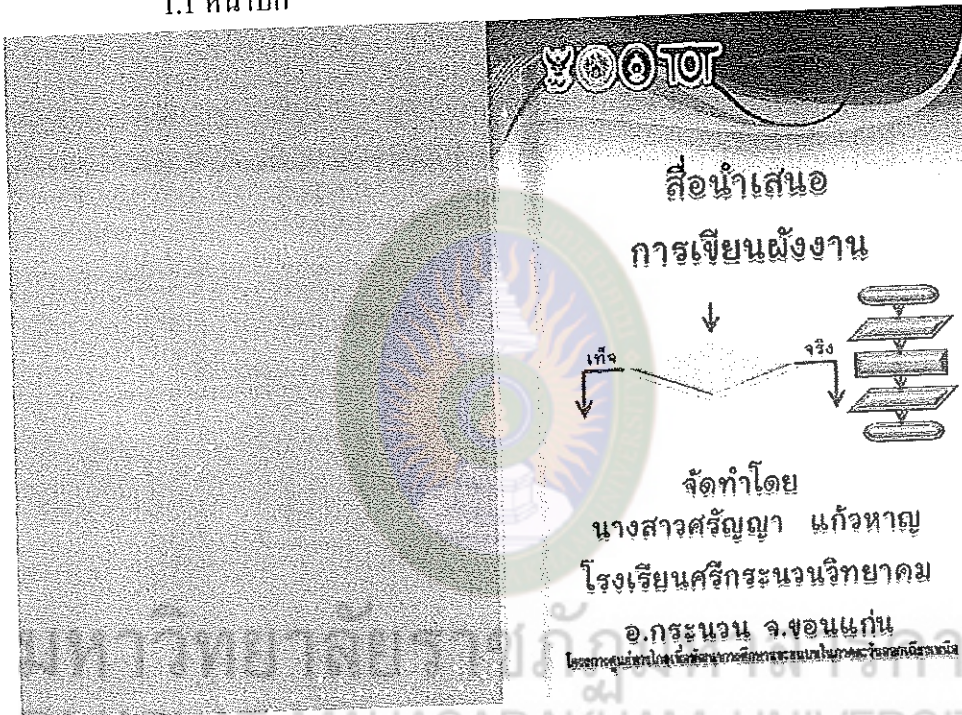 1.1 หน้าปก
TOT
สื่อนำเสนอ
การเขียนผังงาน
เท็จ
จริง
จัดทำโดย
นางสาวศรัญญา แก้วหาญ
โรงเรียนศรีกระนวนวิทยาคม
อ.กระนวน จ.ขอนแก่น